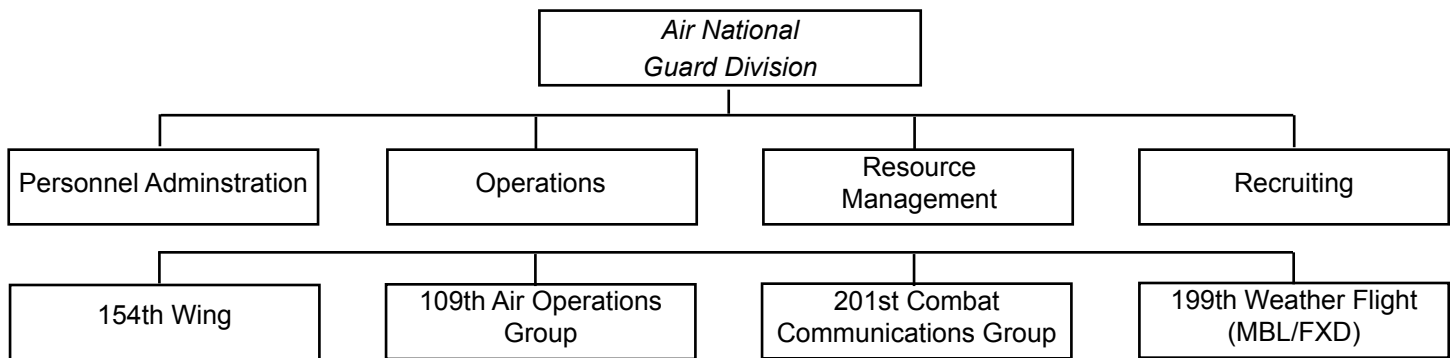 Air National
Guard Division
Personnel Adminstration
Operations
Resource
Management
Recruiting
154th Wing
109th Air Operations
Group
201st Combat
Communications Group
199th Weather Flight
(MBL/FXD)